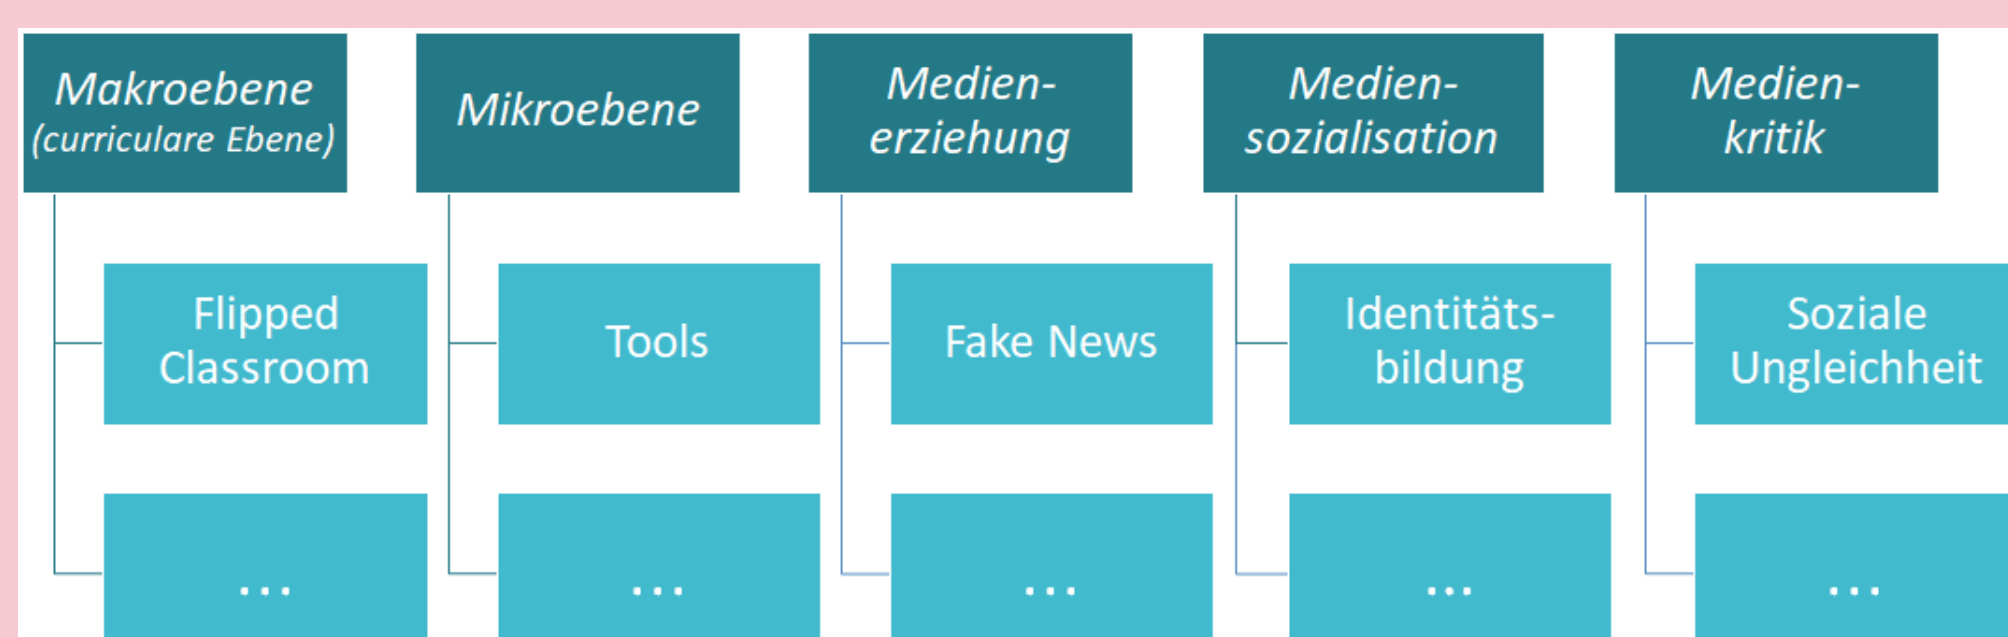 Makroebene
(curriculare Ebene)
Mikroebene
Medien-
erziehung
Medien-
sozialisation
Medien-
kritik
Flipped
Classroom
Tools
Fake News
Identitäts-
bildung
Soziale
Ungleichheit
...
...
...
...
...